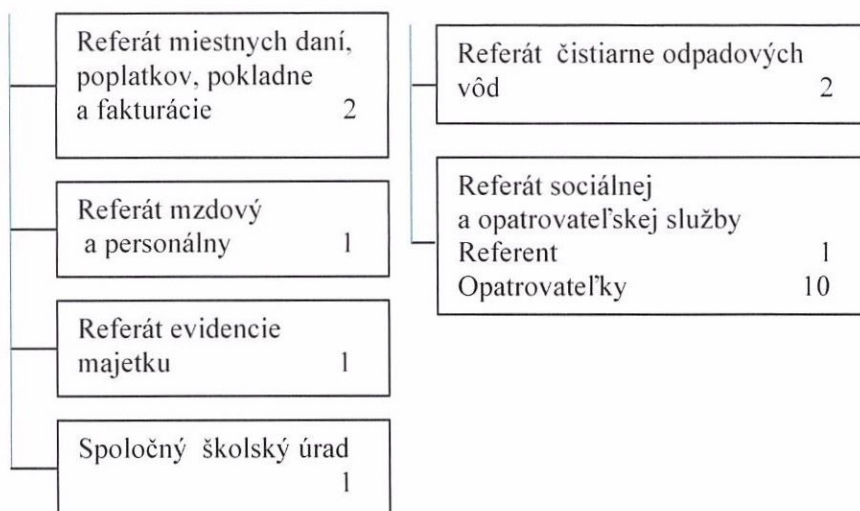 Referát miestnych daní,
poplatkov, pokladne
a fakturácie 2
Referát mzdový
a personálny 1
Referát evidencie
majetku 1
Spoločný školský úrad
1
Referát čistiarne odpadových
vôd 2
Referát sociálnej
a opatrovateľskej služby
Referent 1
Opatrovateľky 10